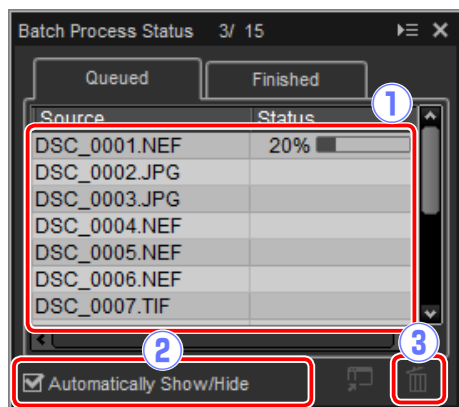 Batch Process Status 3/ 15
Queued Finished
1
Source Status
DSC_0001.NEF 20%
DSC_0002.JPG
DSC_0003.JPG
DSC_0004.NEF
DSC_0005.NEF
DSC_0006.NEF
DSC_0007.TIF
2 3
Automatically Show/Hide